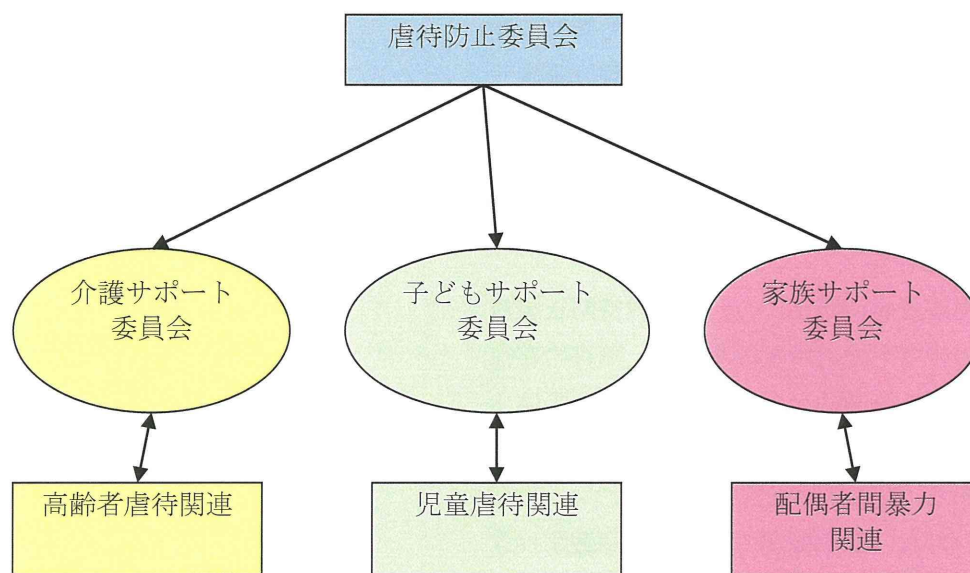 虐待防止委員会
介護サポート
委員会
子どもサポート
委員会
家族サポート
委員会
高齢者虐待関連
児童虐待関連
配偶者間暴力
関連